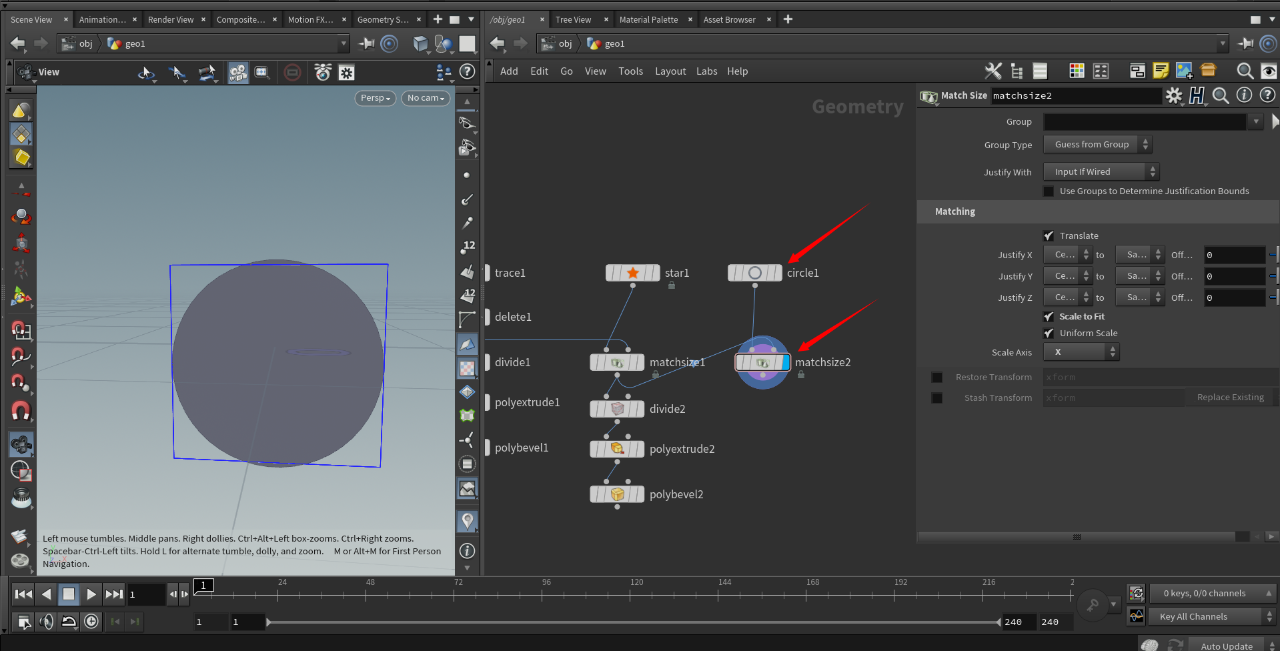 Scene View
Animation...
Render View
Composite...
Motion FX...
Geometry S...
/obj/geo1
Tree View
Material Palette
Asset Browser
obj
geo1
obj
geo1
View
Add
Edit
Go
View
Tools
Layout
Labs
Help
Persp
No cam
Geometry
Match Size
matchsize2
Group
Group Type
Guess from Group
Justify With
Input if Wired
Use Groups to Determine Justification Bounds
Matching
Translate
Justify X
Ce...
to
Sa...
Off...
0
Justify Y
Ce...
to
Sa...
Off...
0
Justify Z
Ce...
to
Sa...
Off...
0
Scale to Fit
Uniform Scale
Scale Axis
X
Restore Transform
xform
Stash Transform
xform
Replace Existing
12
12
trace1
star1
circle1
delete1
divide1
matchsize1
matchsize2
polyextrude1
divide2
polybevel1
polyextrude2
polybevel2
Left mouse tumbles. Middle pans. Right dollies. Ctrl+Alt+Left box-zooms. Ctrl+Right zooms.
Spacebar-Ctrl-Left tilts. Hold L for alternate tumble, dolly, and zoom. M or Alt+M for First Person
Navigation.
1
1
24
48
72
96
120
144
168
192
216
2
0 keys, 0/0 channels
1
1
240
240
Key All Channels
Auto Update